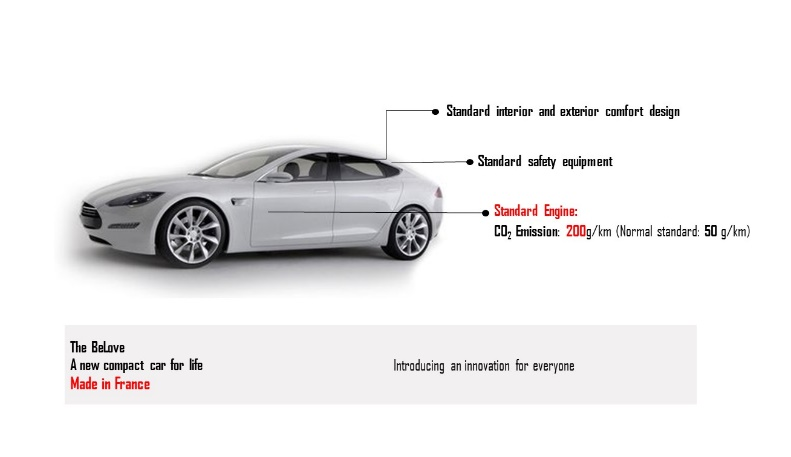 Standard interior and exterior comfort design
Standard safety equipment
Standard Engine:
CO₂ Emission: 200g/km (Normal standard: 50 g/km)
The BeLove
A new compact car for life
Made in France
Introducing an innovation for everyone